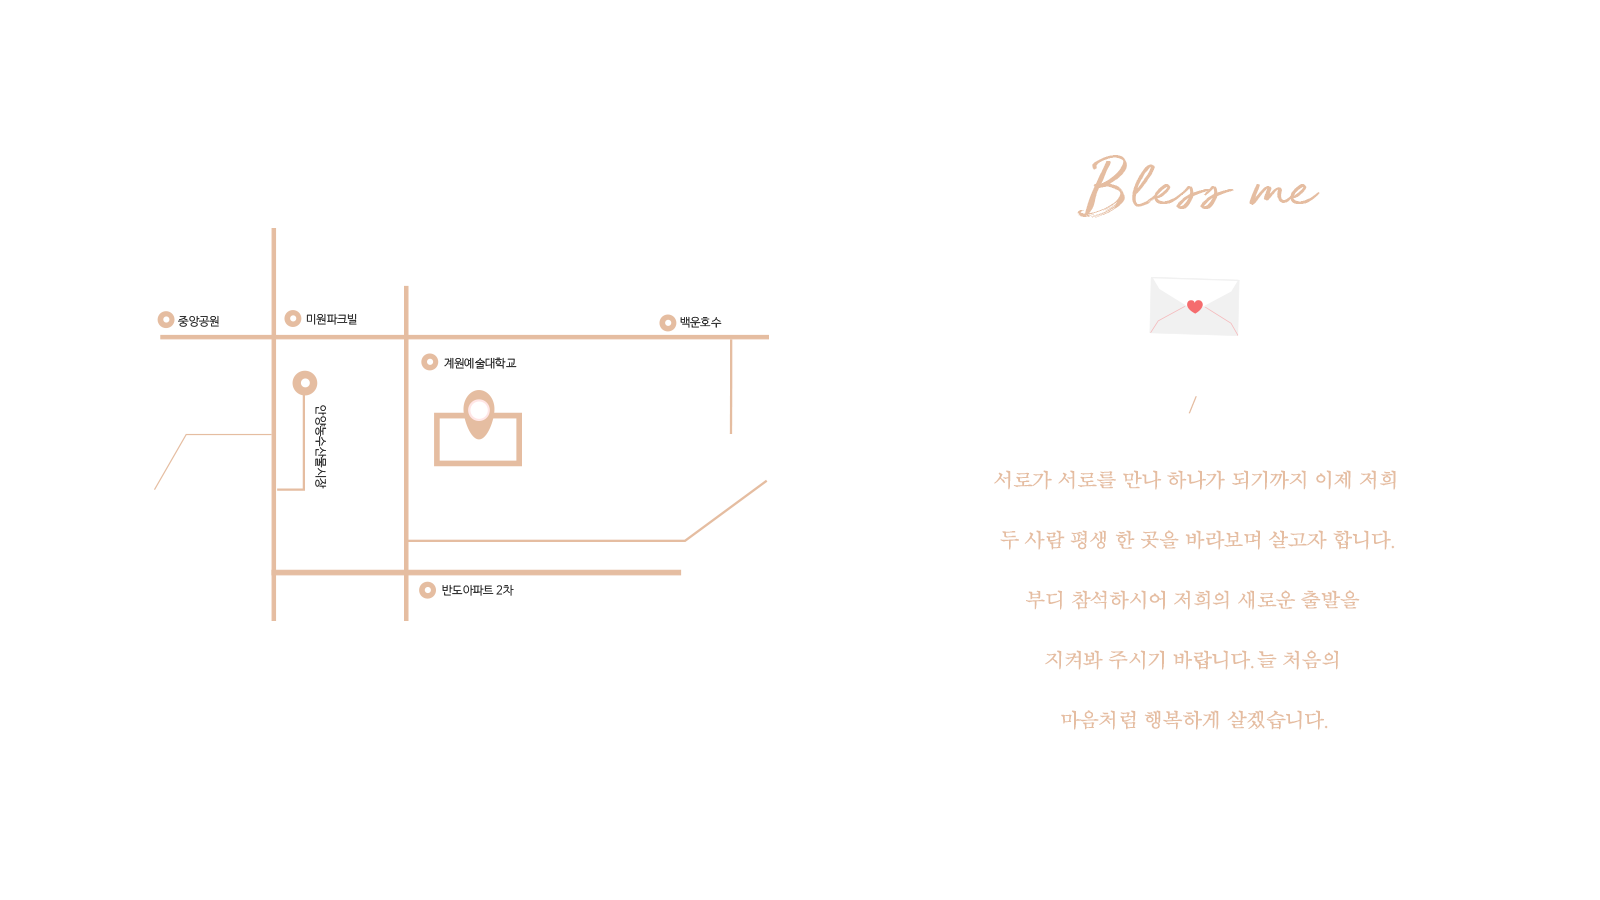 중앙공원
미원파크빌
백운호수
계원예술대학교
안양농수산물시장
반도아파트 2차
Bless me
서로가 서로를 만나 하나가 되기까지 이제 저희
두 사람 평생 한 곳을 바라보며 살고자 합니다.
부디 참석하시어 저희의 새로운 출발을
지켜봐 주시기 바랍니다. 늘 처음의
마음처럼 행복하게 살겠습니다.